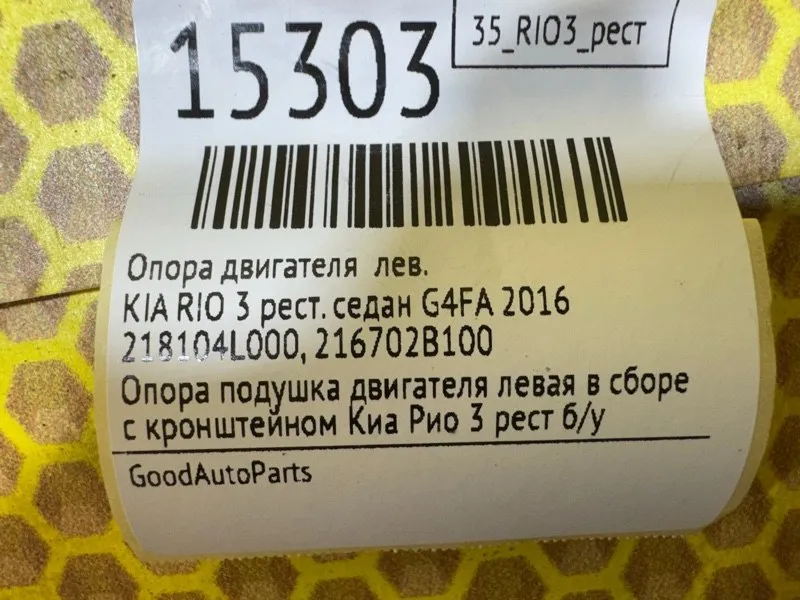 35_RIO3_рест
15303
Опора двигателя лев.
KIA RIO 3 рест. седан G4FA 2016
218104L000, 216702B100
Опора подушка двигателя левая в сборе
с кронштейном Киа Рио 3 рест б/у
GoodAutoParts